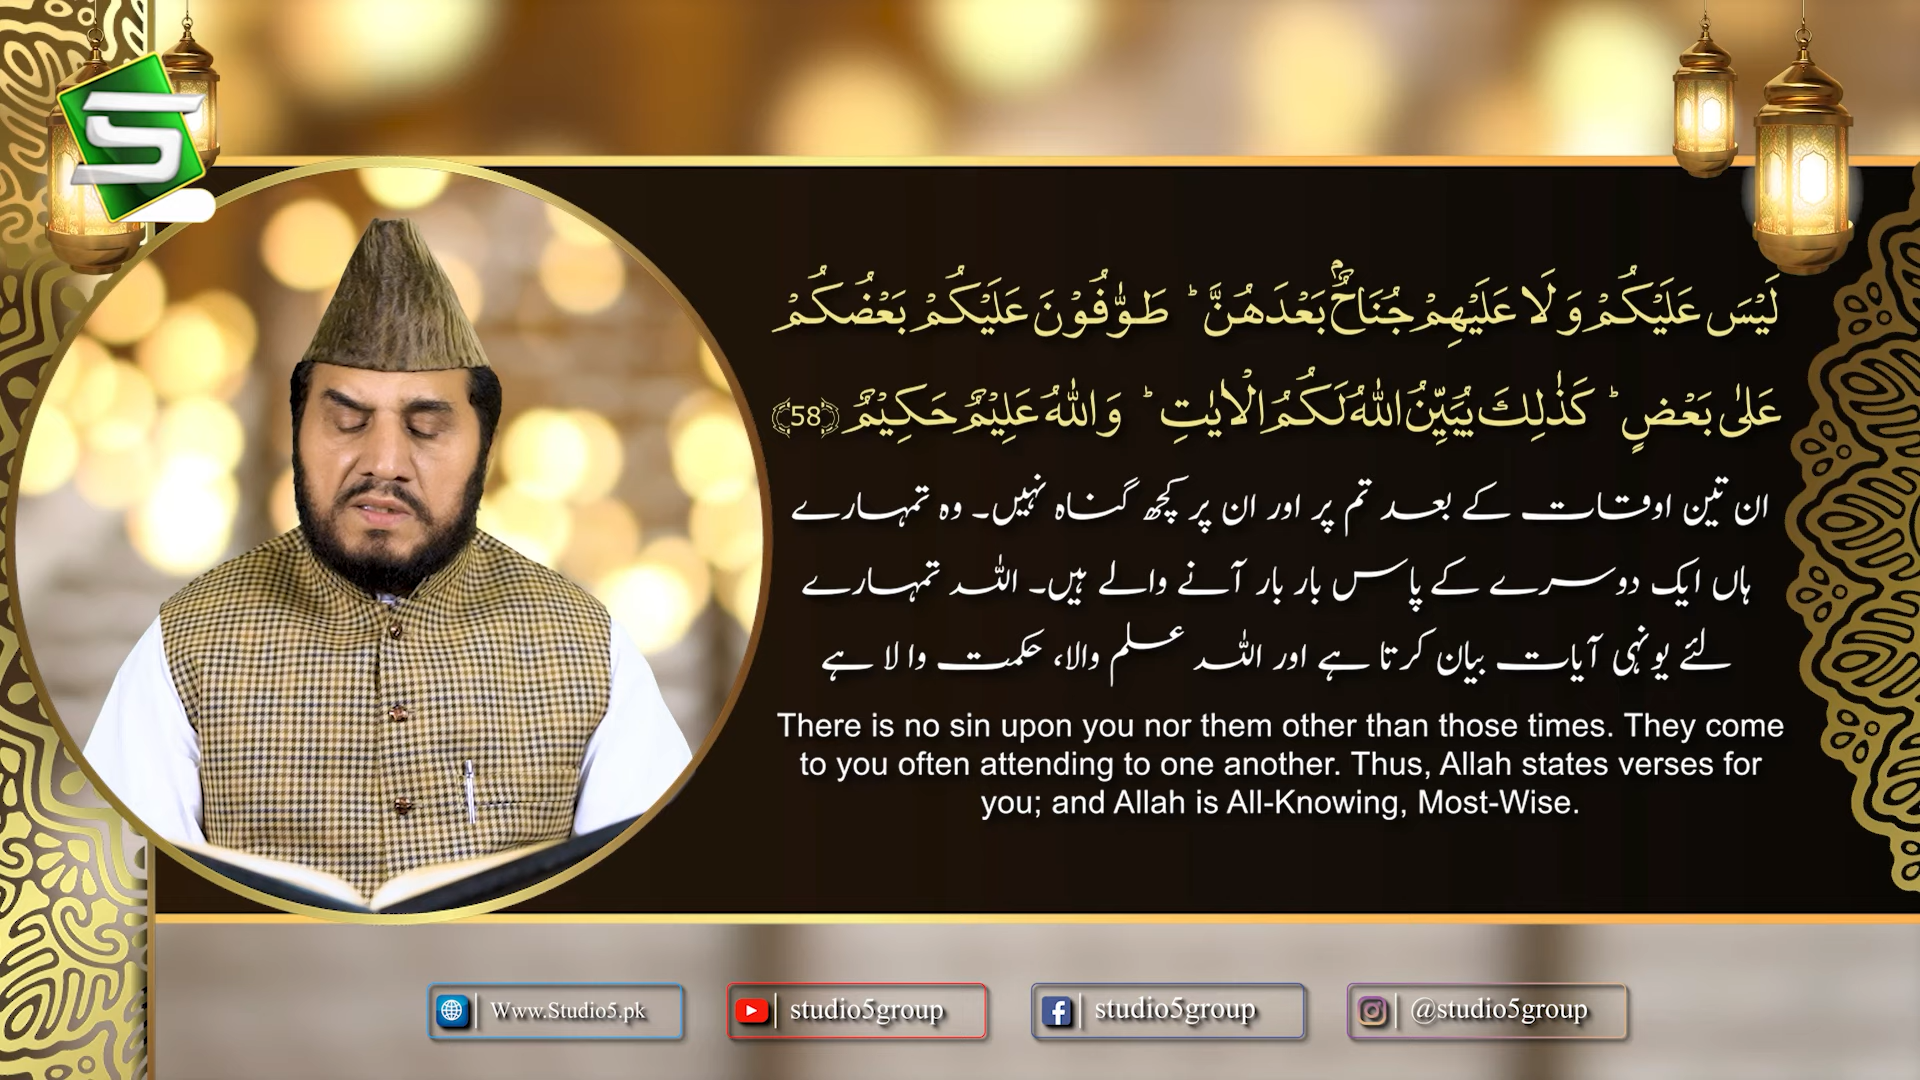 لَيْسَ عَلَيْكُمْ وَ لَا عَلَيْهِمْ جُنَاحٌۢ بَعْدَهُنَّ ؕ طَوّٰفُوْنَ عَلَيْكُمْ بَعْضُكُمْ
عَلٰى بَعْضٍ ؕ كَذٰلِكَ يُبَيِّنُ اللّٰهُ لَكُمُ الْاٰيٰتِ ؕ وَ اللّٰهُ عَلِيْمٌ حَكِيْمٌ ﴿58﴾
ان تین اوقات کے بعد تم پر اور ان پر کچھ گناہ نہیں۔ وہ تمہارے
ہاں ایک دوسرے کے پاس بار بار آنے والے ہیں۔ اللہ تمہارے
لئے یونہی آیات بیان کرتا ہے اور اللہ علم والا، حکمت والا ہے
There is no sin upon you nor them other than those times. They come
to you often attending to one another. Thus, Allah states verses for
you; and Allah is All-Knowing, Most-Wise.
Www.Studio5.pk
studio5group
studio5group
@studio5group